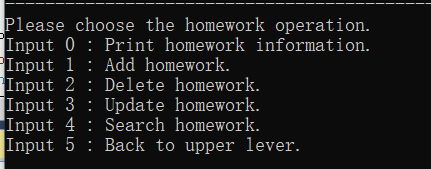 Please choose the homework operation.
Input 0 : Print homework information.
Input 1 : Add homework.
Input 2 : Delete homework.
Input 3 : Update homework.
Input 4 : Search homework.
Input 5 : Back to upper lever.